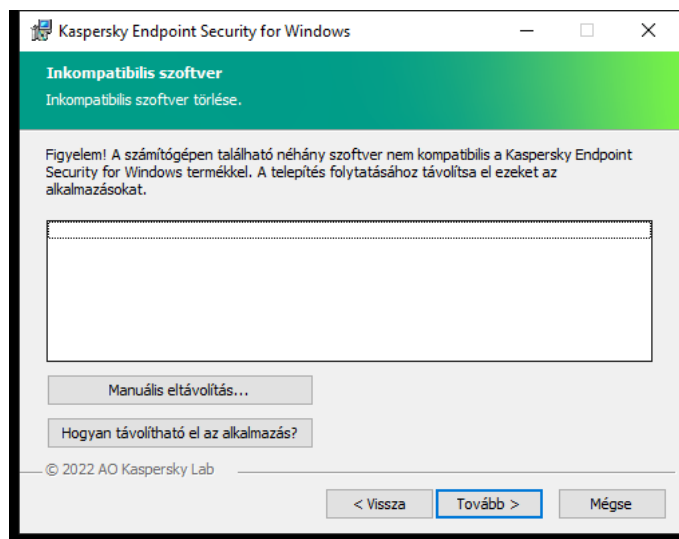 Kaspersky Endpoint Security for Windows
Inkompatibilis szoftver
Inkompatibilis szoftver törlése.
Figyelem! A számítógépen található néhány szoftver nem kompatibilis a Kaspersky Endpoint
Security for Windows termékkel. A telepítés folytatásához távolítsa el ezeket az
alkalmazásokat.
Manuális eltávolítás...
Hogyan távolítható el az alkalmazás?
© 2022 AO Kaspersky Lab
< Vissza
Tovább >
Mégse